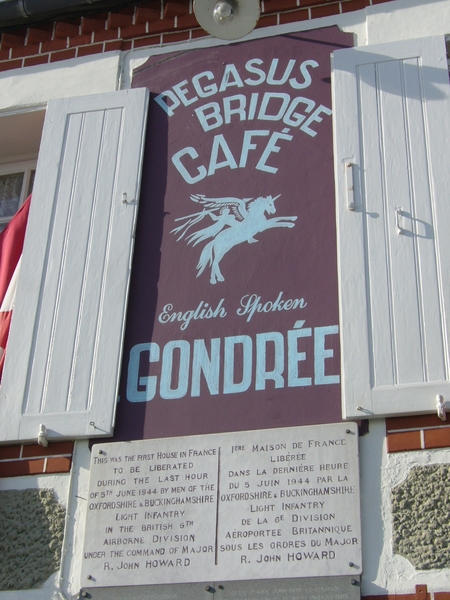 PEGASUS
BRIDGE
CAFÉ
English Spoken
GONDRÉE
THIS WAS THE FIRST HOUSE IN FRANCE
TO BE LIBERATED
DURING THE LAST HOUR
OF 5TH JUNE 1944 BY MEN OF THE
OXFORDSHIRE & BUCKINGHAMSHIRE
LIGHT INFANTRY
IN THE BRITISH 6TH
AIRBORNE DIVISION
UNDER THE COMMAND OF MAJOR
R. JOHN HOWARD
1ÈRE MAISON DE FRANCE
LIBÉRÉE
DANS LA DERNIÈRE HEURE
DU 5 JUIN 1944 PAR LA
OXFORDSHIRE & BUCKINGHAMSHIRE
LIGHT INFANTRY
DE LA 6E DIVISION
AÉROPORTEE BRITANNIQUE
SOUS LES ORDRES DU MAJOR
R. JOHN HOWARD